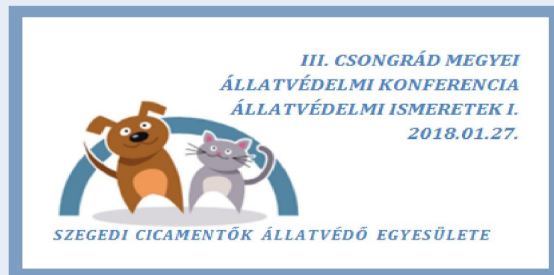 III. CSONGRÁD MEGYEI
ÁLLATVÉDELMI KONFERENCIA
ÁLLATVÉDELMI ISMERETEK I.
2018.01.27.
SZEGEDI CICAMENTŐK ÁLLATVÉDŐ EGYESÜLETE